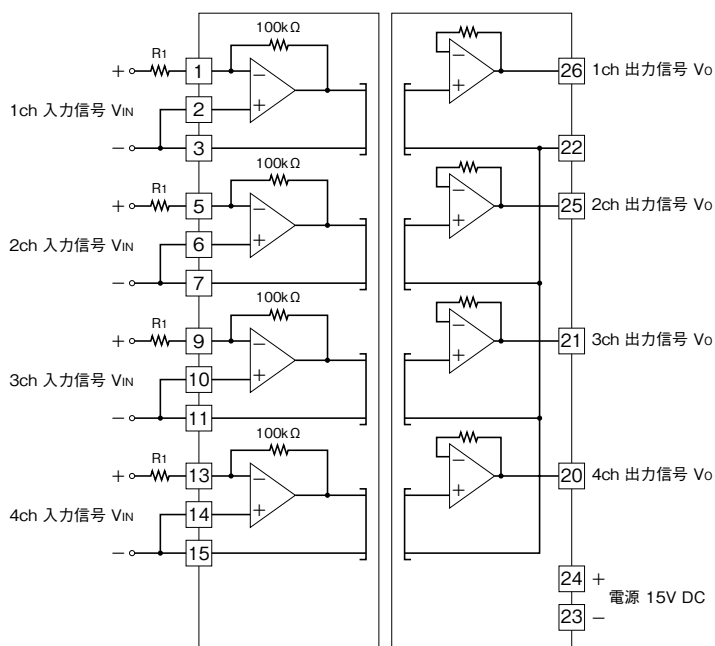 100kΩ
R1
+
1
−
26
1ch 出力信号 VO
1ch 入力信号 VIN
2
+
−
+
−
3
22
100kΩ
R1
+
5
−
25
2ch 出力信号 VO
2ch 入力信号 VIN
6
+
−
+
−
7
100kΩ
R1
+
9
−
21
3ch 出力信号 VO
3ch 入力信号 VIN
10
+
−
+
−
11
100kΩ
R1
+
13
−
20
4ch 出力信号 VO
4ch 入力信号 VIN
14
+
−
+
−
15
24 +
電源 15V DC
23 −